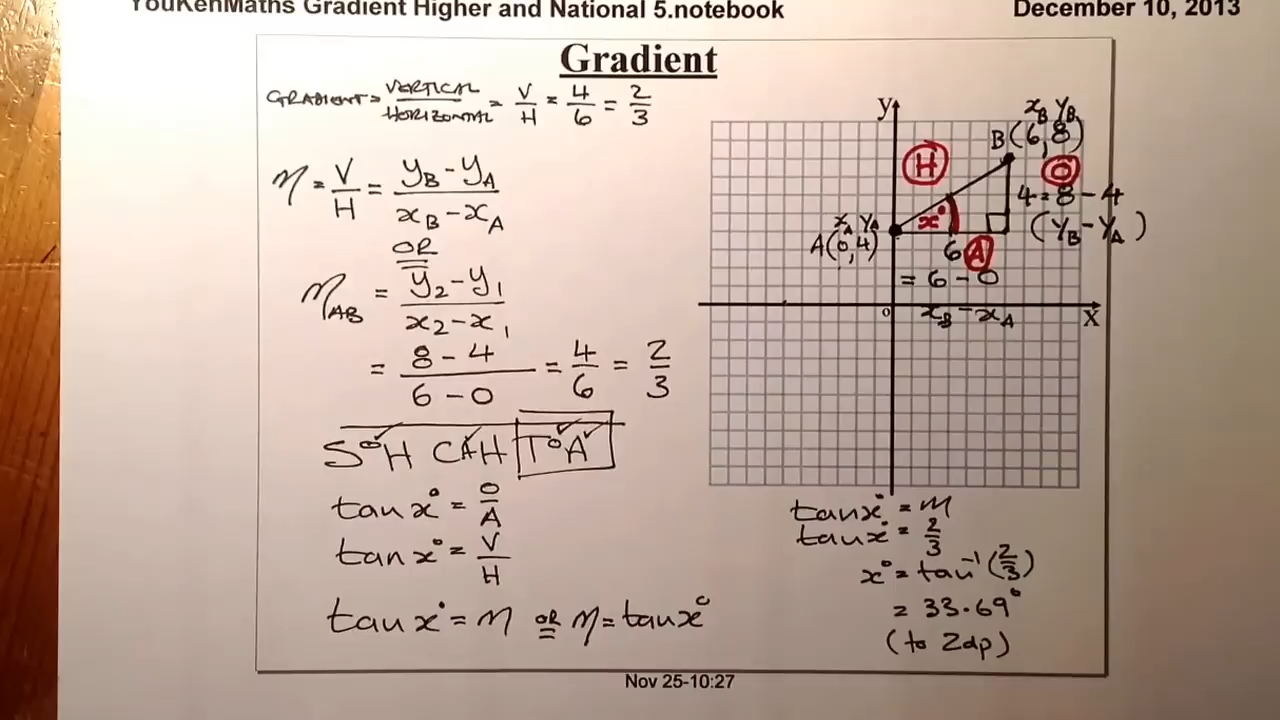 YouKenMaths Gradient Higher and National 5.notebook
December 10, 2013
Gradient
GRADIENT = VERTICAL/HORIZONTAL = V/H = 4/6 = 2/3
m = V/H = (yB - yA)/(xB - xA)
OR
mAB = (y2 - y1)/(x2 - x1)
= (8 - 4)/(6 - 0) = 4/6 = 2/3
SOH CAH TOA
tan x° = O/A
tan x° = V/H
tan x° = m OR m = tan x°
y
xB yB
B(6, 8)
H
O
4 = 8 - 4
(yB - yA)
xA yA
A(0, 4)
x°
6 A
= 6 - 0
xB - xA
o
x
tan x° = m
tan x° = 2/3
x° = tan⁻¹(2/3)
= 33.69°
(to 2dp)
Nov 25-10:27